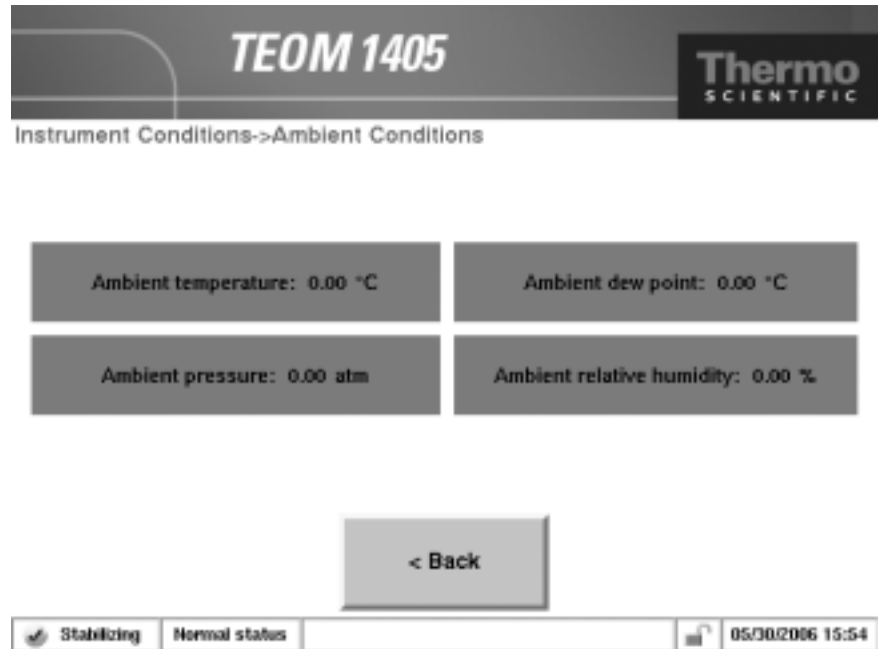 TEOM 1405
Thermo
SCIENTIFIC
Instrument Conditions->Ambient Conditions
Ambient temperature: 0.00 °C
Ambient dew point: 0.00 °C
Ambient pressure: 0.00 atm
Ambient relative humidity: 0.00 %
< Back
Stabilizing
Normal status
05/30/2006 15:54